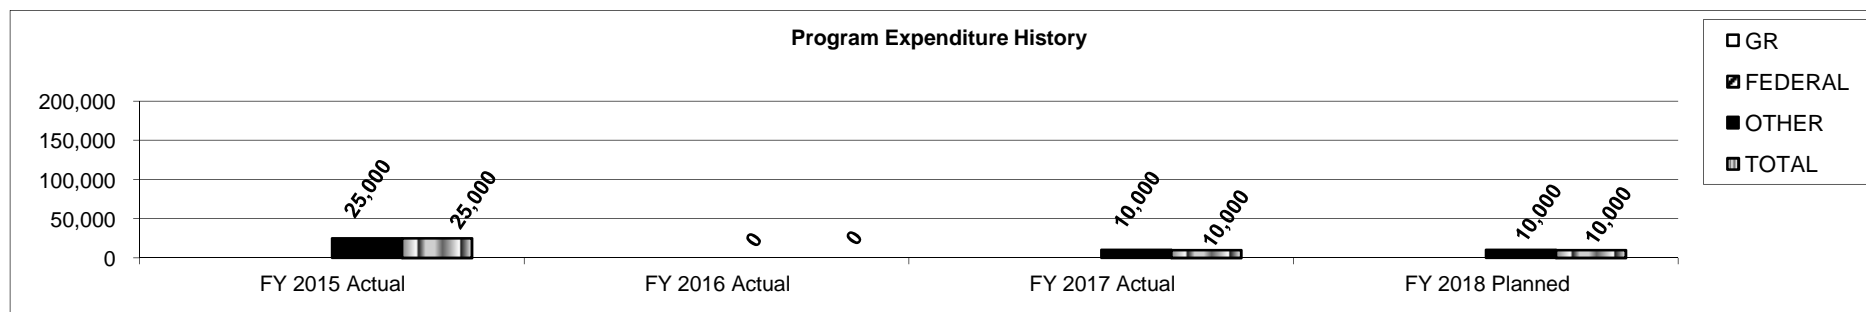 Program Expenditure History
GR
FEDERAL
OTHER
TOTAL
200,000
150,000
100,000
50,000
0
25,000
25,000
0
0
10,000
10,000
10,000
10,000
FY 2015 Actual
FY 2016 Actual
FY 2017 Actual
FY 2018 Planned